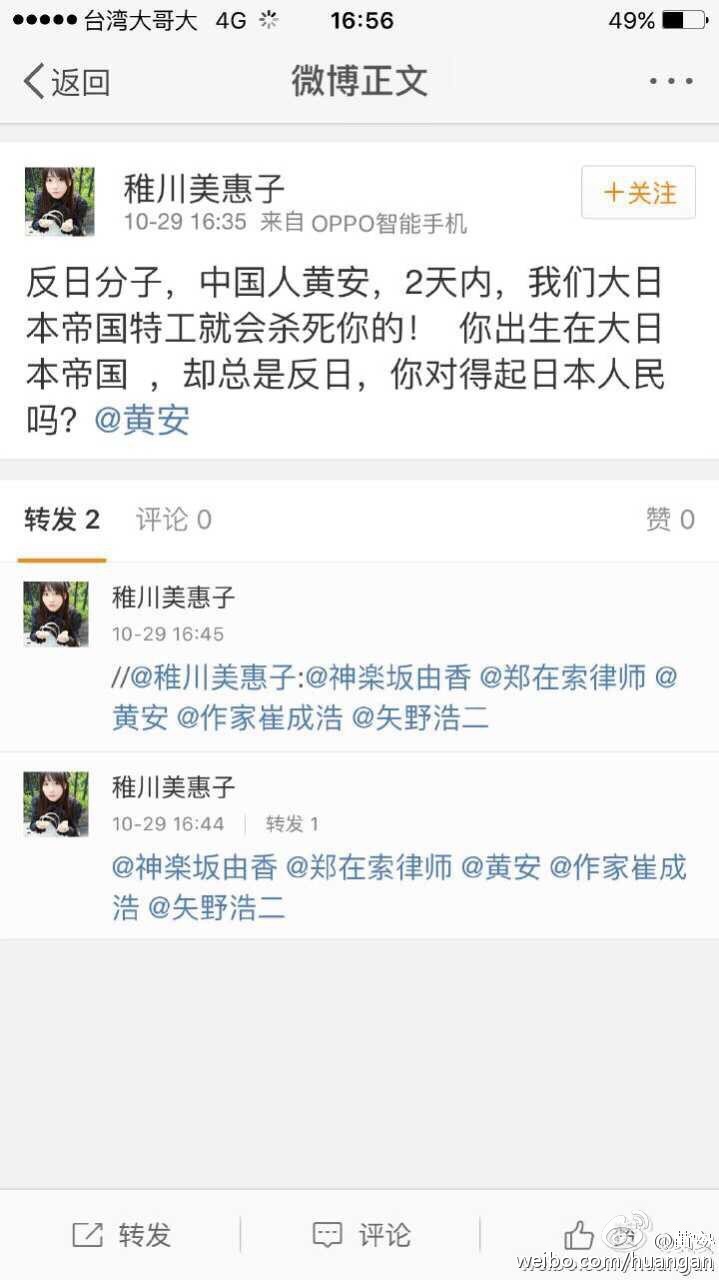 台湾大哥大 4G 16:56 49%
返回 微博正文
稚川美惠子
+关注
10-29 16:35 来自 OPPO智能手机
反日分子，中国人黄安，2天内，我们大日
本帝国特工就会杀死你的！ 你出生在大日
本帝国 ，却总是反日，你对得起日本人民
吗？@黄安
转发 2 评论 0 赞 0
稚川美惠子
10-29 16:45
//@稚川美惠子:@神楽坂由香 @郑在索律师 @
黄安 @作家崔成浩 @矢野浩二
稚川美惠子
10-29 16:44 转发 1
@神楽坂由香 @郑在索律师 @黄安 @作家崔成
浩 @矢野浩二
转发 评论
@黄安
weibo.com/huangan